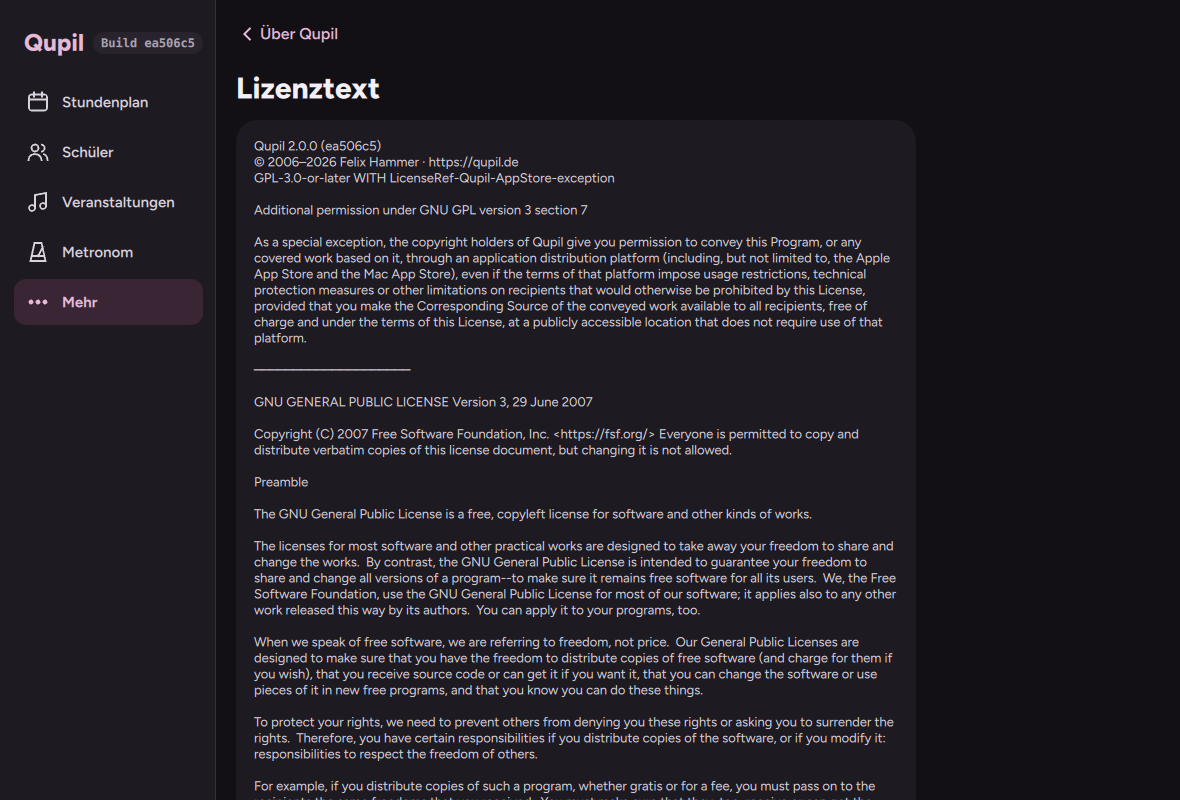 Qupil
Build ea506c5
Stundenplan
Schüler
Veranstaltungen
Metronom
Mehr
Über Qupil
Lizenztext
Qupil 2.0.0 (ea506c5)
© 2006–2026 Felix Hammer · https://qupil.de
GPL-3.0-or-later WITH LicenseRef-Qupil-AppStore-exception
Additional permission under GNU GPL version 3 section 7
As a special exception, the copyright holders of Qupil give you permission to convey this Program, or any
covered work based on it, through an application distribution platform (including, but not limited to, the Apple
App Store and the Mac App Store), even if the terms of that platform impose usage restrictions, technical
protection measures or other limitations on recipients that would otherwise be prohibited by this License,
provided that you make the Corresponding Source of the conveyed work available to all recipients, free of
charge and under the terms of this License, at a publicly accessible location that does not require use of that
platform.
GNU GENERAL PUBLIC LICENSE Version 3, 29 June 2007
Copyright (C) 2007 Free Software Foundation, Inc. <https://fsf.org/> Everyone is permitted to copy and
distribute verbatim copies of this license document, but changing it is not allowed.
Preamble
The GNU General Public License is a free, copyleft license for software and other kinds of works.
The licenses for most software and other practical works are designed to take away your freedom to share and
change the works.  By contrast, the GNU General Public License is intended to guarantee your freedom to
share and change all versions of a program--to make sure it remains free software for all its users.  We, the Free
Software Foundation, use the GNU General Public License for most of our software; it applies also to any other
work released this way by its authors.  You can apply it to your programs, too.
When we speak of free software, we are referring to freedom, not price.  Our General Public Licenses are
designed to make sure that you have the freedom to distribute copies of free software (and charge for them if
you wish), that you receive source code or can get it if you want it, that you can change the software or use
pieces of it in new free programs, and that you know you can do these things.
To protect your rights, we need to prevent others from denying you these rights or asking you to surrender the
rights.  Therefore, you have certain responsibilities if you distribute copies of the software, or if you modify it:
responsibilities to respect the freedom of others.
For example, if you distribute copies of such a program, whether gratis or for a fee, you must pass on to the